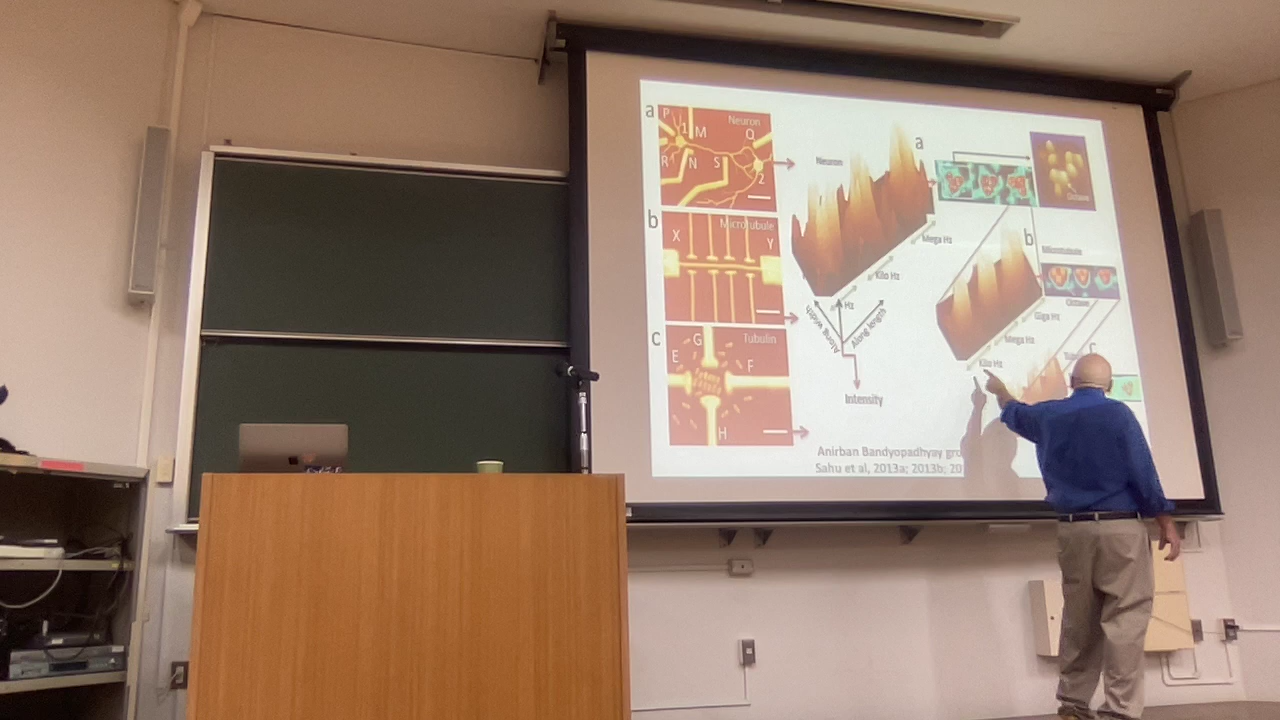 a
P
1
M
Neuron
Q
R
N
S
2
b
Microtubule
X
Y
c
Tubulin
G
E
F
H
Neuron
a
Octave
Mega Hz
Kilo Hz
Hz
Along width
Along length
Intensity
b
Microtubule
Octave
Giga Hz
Mega Hz
Kilo Hz
c
Anirban Bandyopadhyay
Sahu et al, 2013a; 2013b;